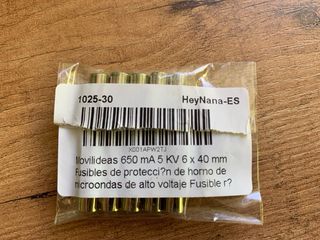 1025-30 HeyNana-ES
X001APW2TJ
Movilideas 650 mA 5 KV 6 x 40 mm
Fusibles de protecci?n de horno de
microondas de alto voltaje Fusible r?